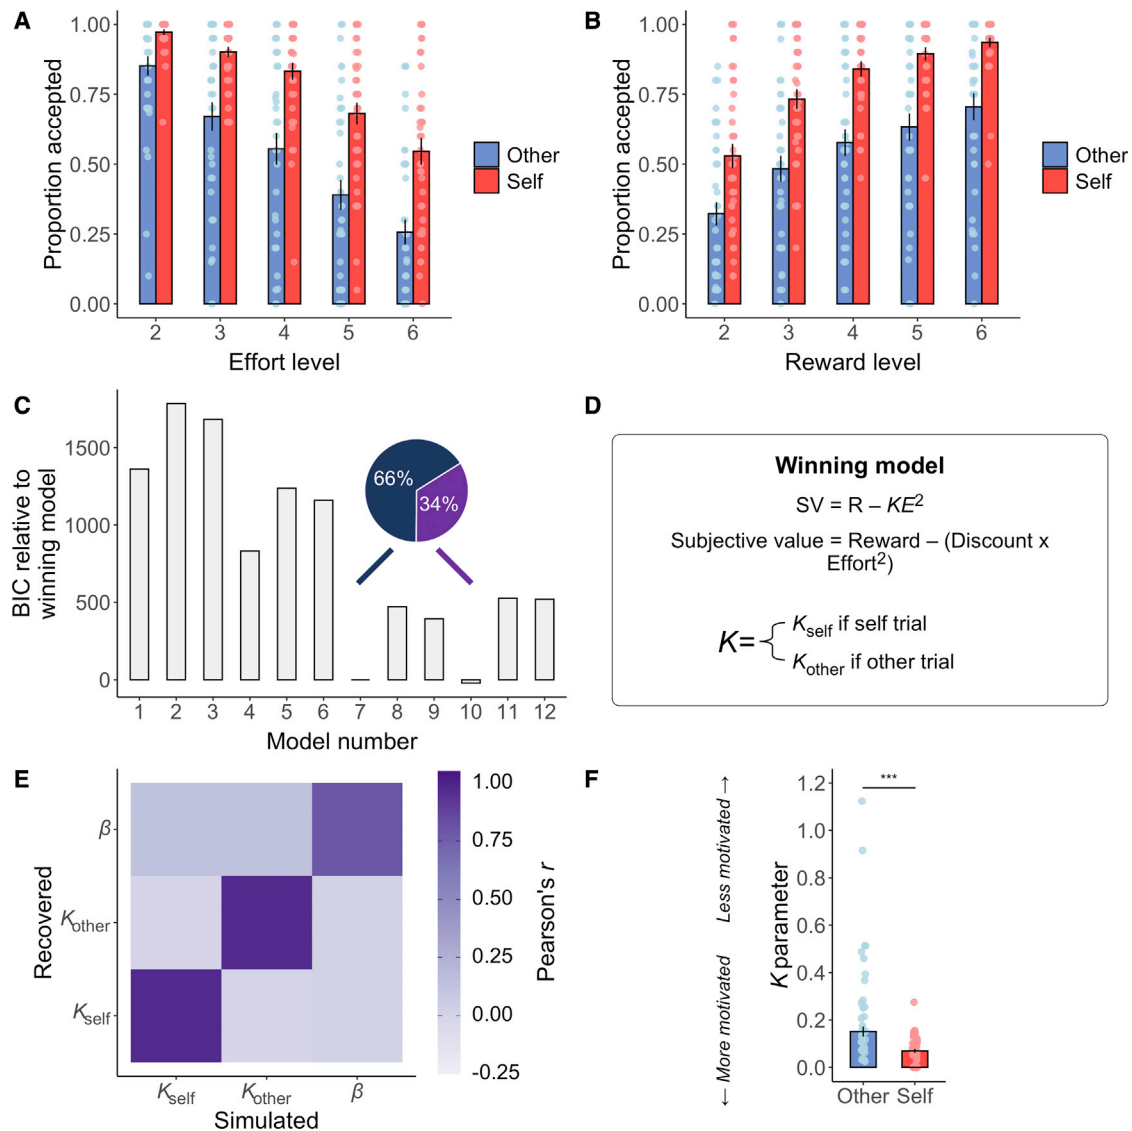 A
1.00
0.75
0.50
0.25
0.00
Proportion accepted
2 3 4 5 6
Effort level
Other
Self
B
1.00
0.75
0.50
0.25
0.00
Proportion accepted
2 3 4 5 6
Reward level
Other
Self
C
1500
1000
500
0
BIC relative to
winning model
66%
34%
1 2 3 4 5 6 7 8 9 10 11 12
Model number
D
Winning model
SV = R – KE²
Subjective value = Reward – (Discount x
Effort²)
K=
Kself if self trial
Kother if other trial
E
β
Kother
Kself
Recovered
Kself Kother β
Simulated
1.00
0.75
0.50
0.25
0.00
-0.25
Pearson's r
F
← More motivated Less motivated →
K parameter
1.2
1.0
0.8
0.6
0.4
0.2
0.0
***
Other Self